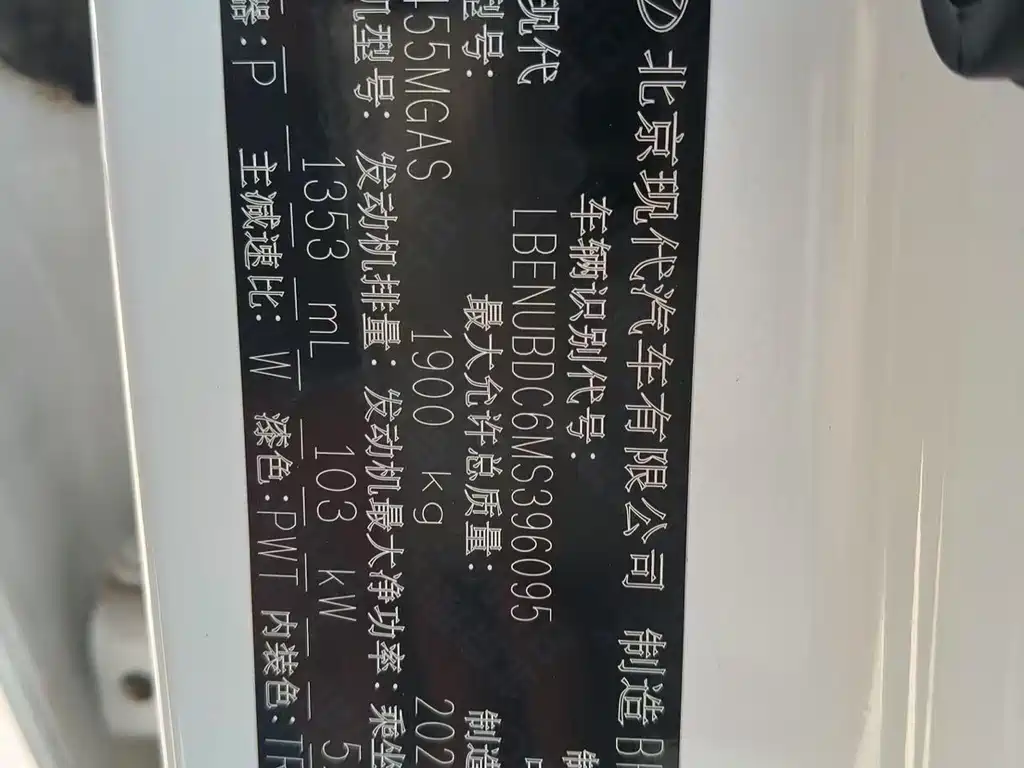 北京现代汽车有限公司 制造
现代 车辆识别代号: LBENUBDC6MS396095 制
型号: 最大允许总质量: 制造
455MGAS 1900 kg 202
机型号: 发动机排量: 发动机最大净功率: 乘坐
1353 mL 103 kW 5
器: P 主减速比: W 漆色: PWT 内装色: